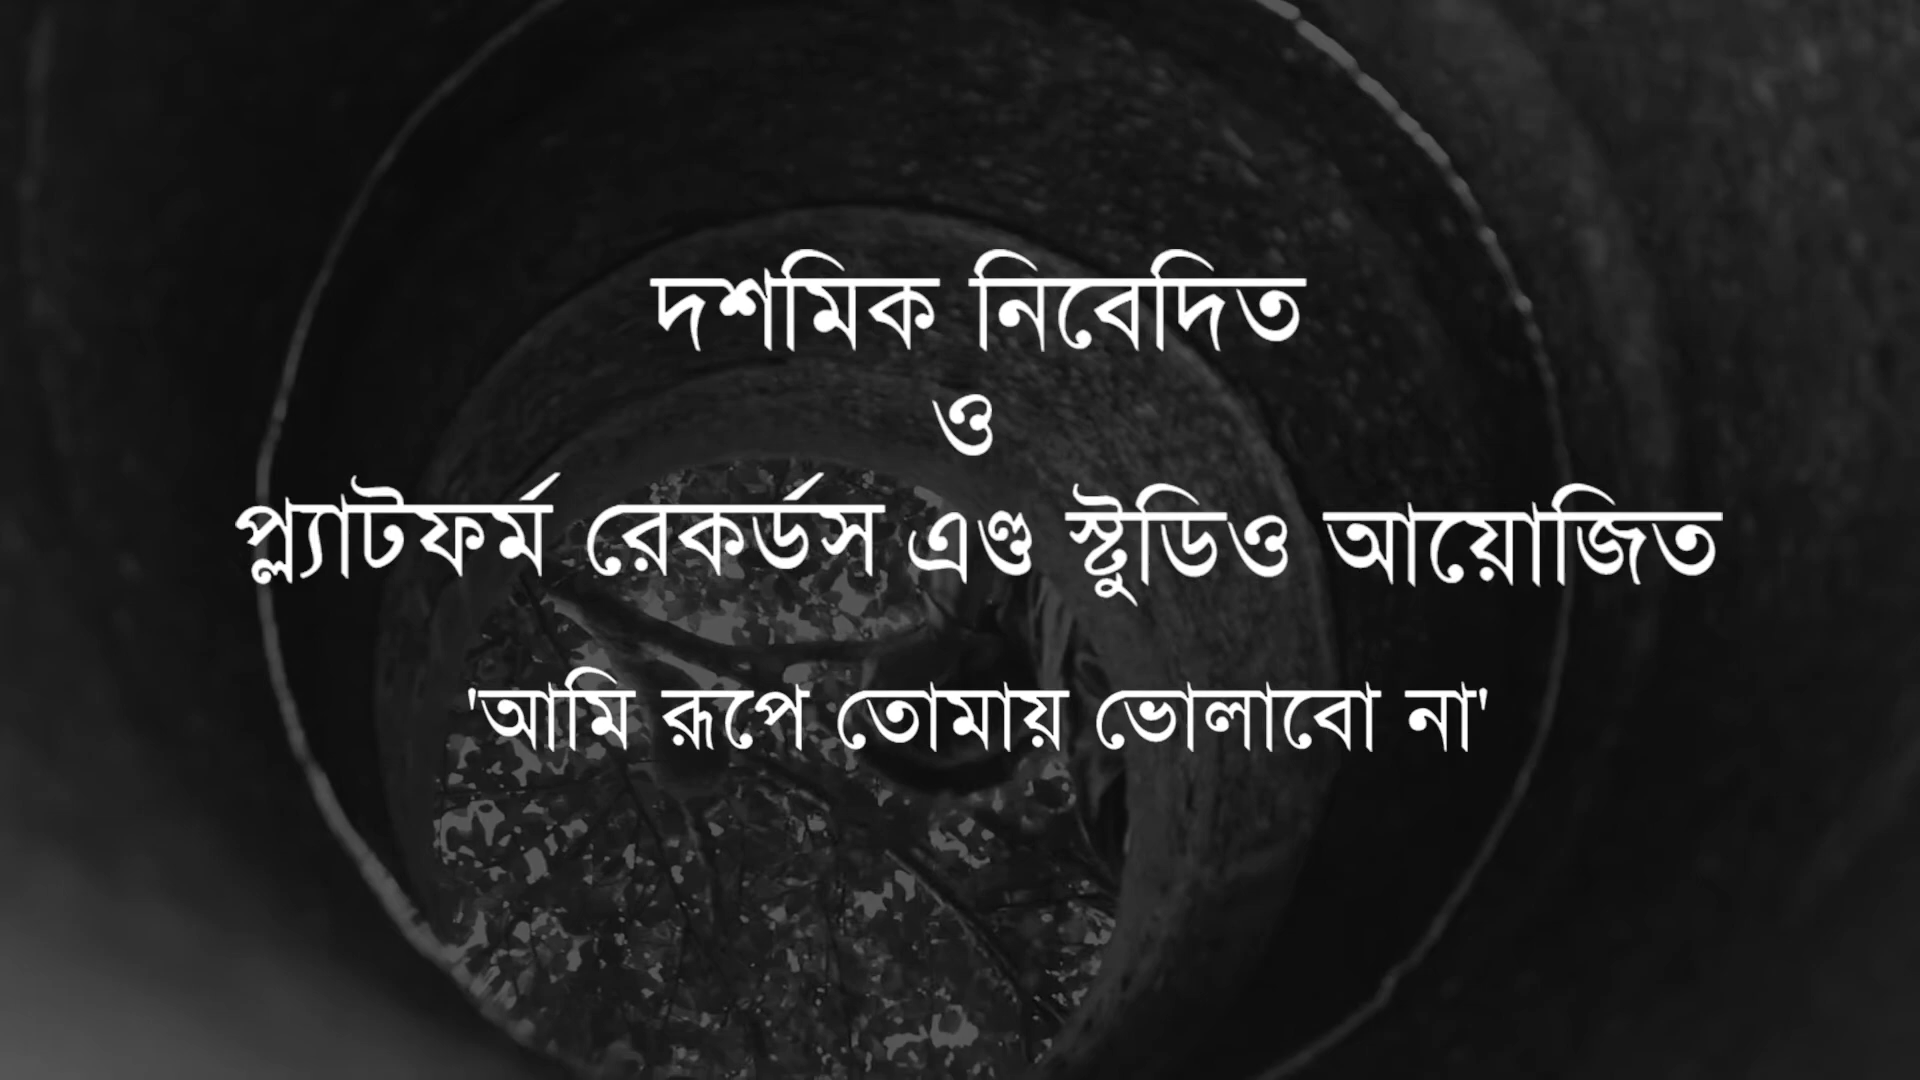 দশমিক নিবেদিত
ও
প্ল্যাটফর্ম রেকর্ডস এণ্ড স্টুডিও আয়োজিত
'আমি রূপে তোমায় ভোলাবো না'